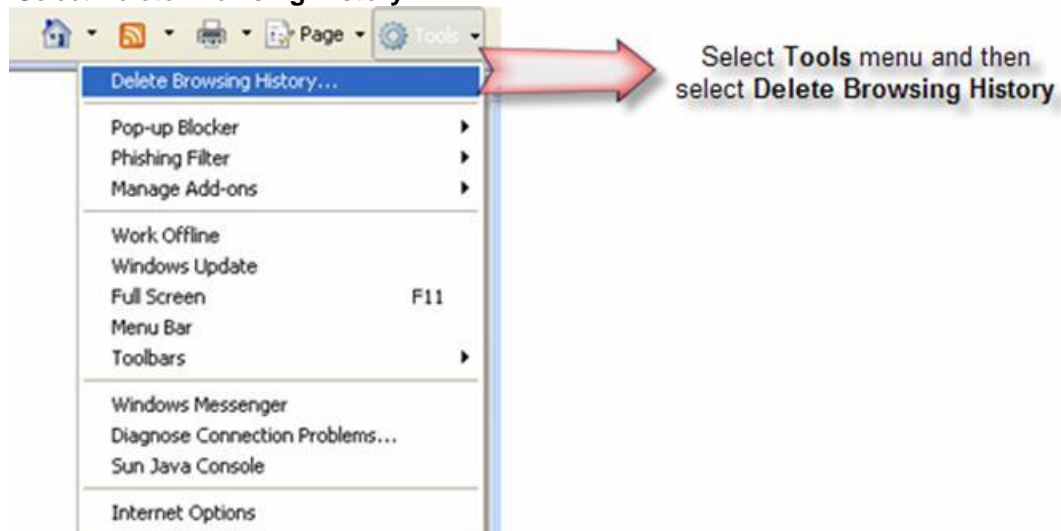 Page Tools
Select Tools menu and then
select Delete Browsing History
Delete Browsing History...
Pop-up Blocker
Phishing Filter
Manage Add-ons
Work Offline
Windows Update
Full Screen F11
Menu Bar
Toolbars
Windows Messenger
Diagnose Connection Problems...
Sun Java Console
Internet Options